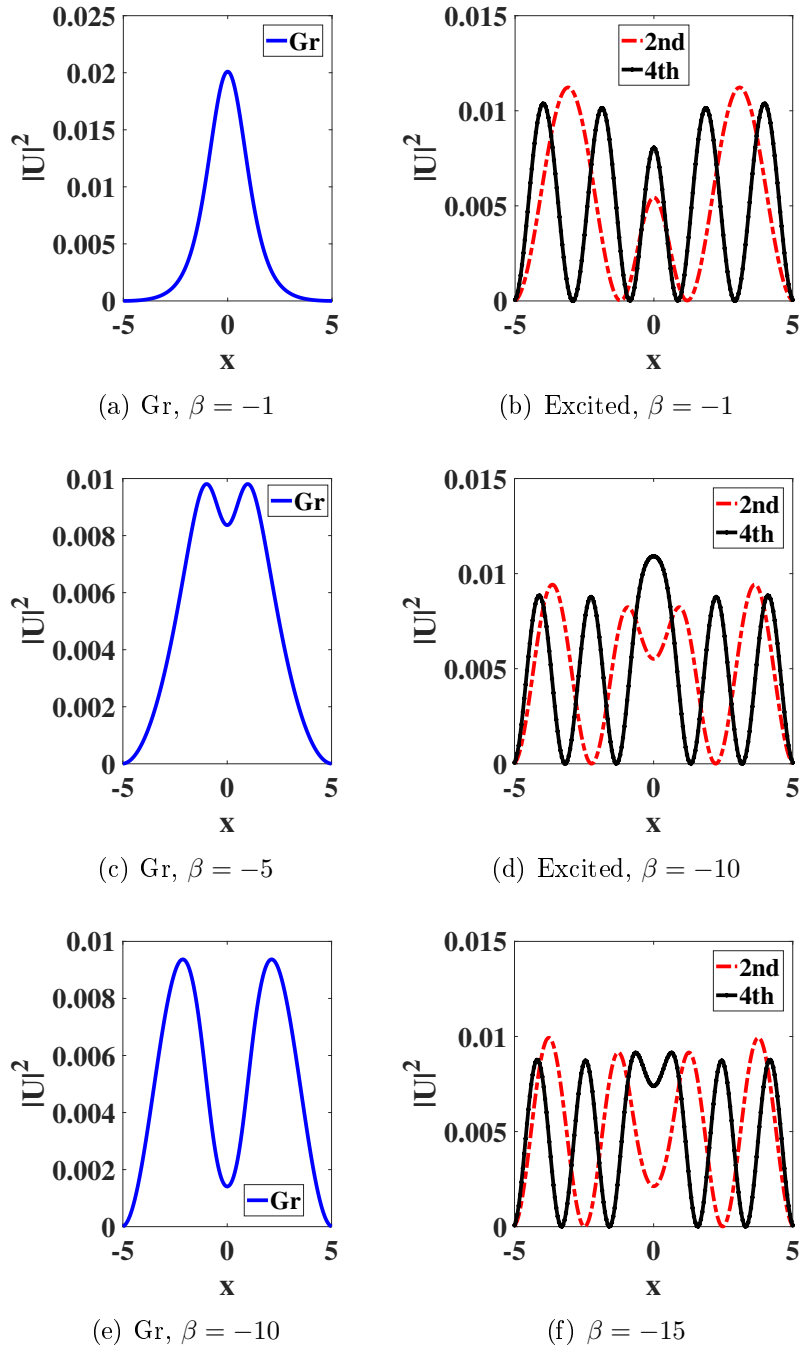 0.025
0.02
0.015
0.01
0.005
0
-5 0 5
|U|²
x
Gr
(a) Gr, β = −1
0.015
0.01
0.005
0
-5 0 5
|U|²
x
2nd
4th
(b) Excited, β = −1
0.01
0.008
0.006
0.004
0.002
0
-5 0 5
|U|²
x
Gr
(c) Gr, β = −5
0.015
0.01
0.005
0
-5 0 5
|U|²
x
2nd
4th
(d) Excited, β = −10
0.01
0.008
0.006
0.004
0.002
0
-5 0 5
|U|²
x
Gr
(e) Gr, β = −10
0.015
0.01
0.005
0
-5 0 5
|U|²
x
2nd
4th
(f) β = −15